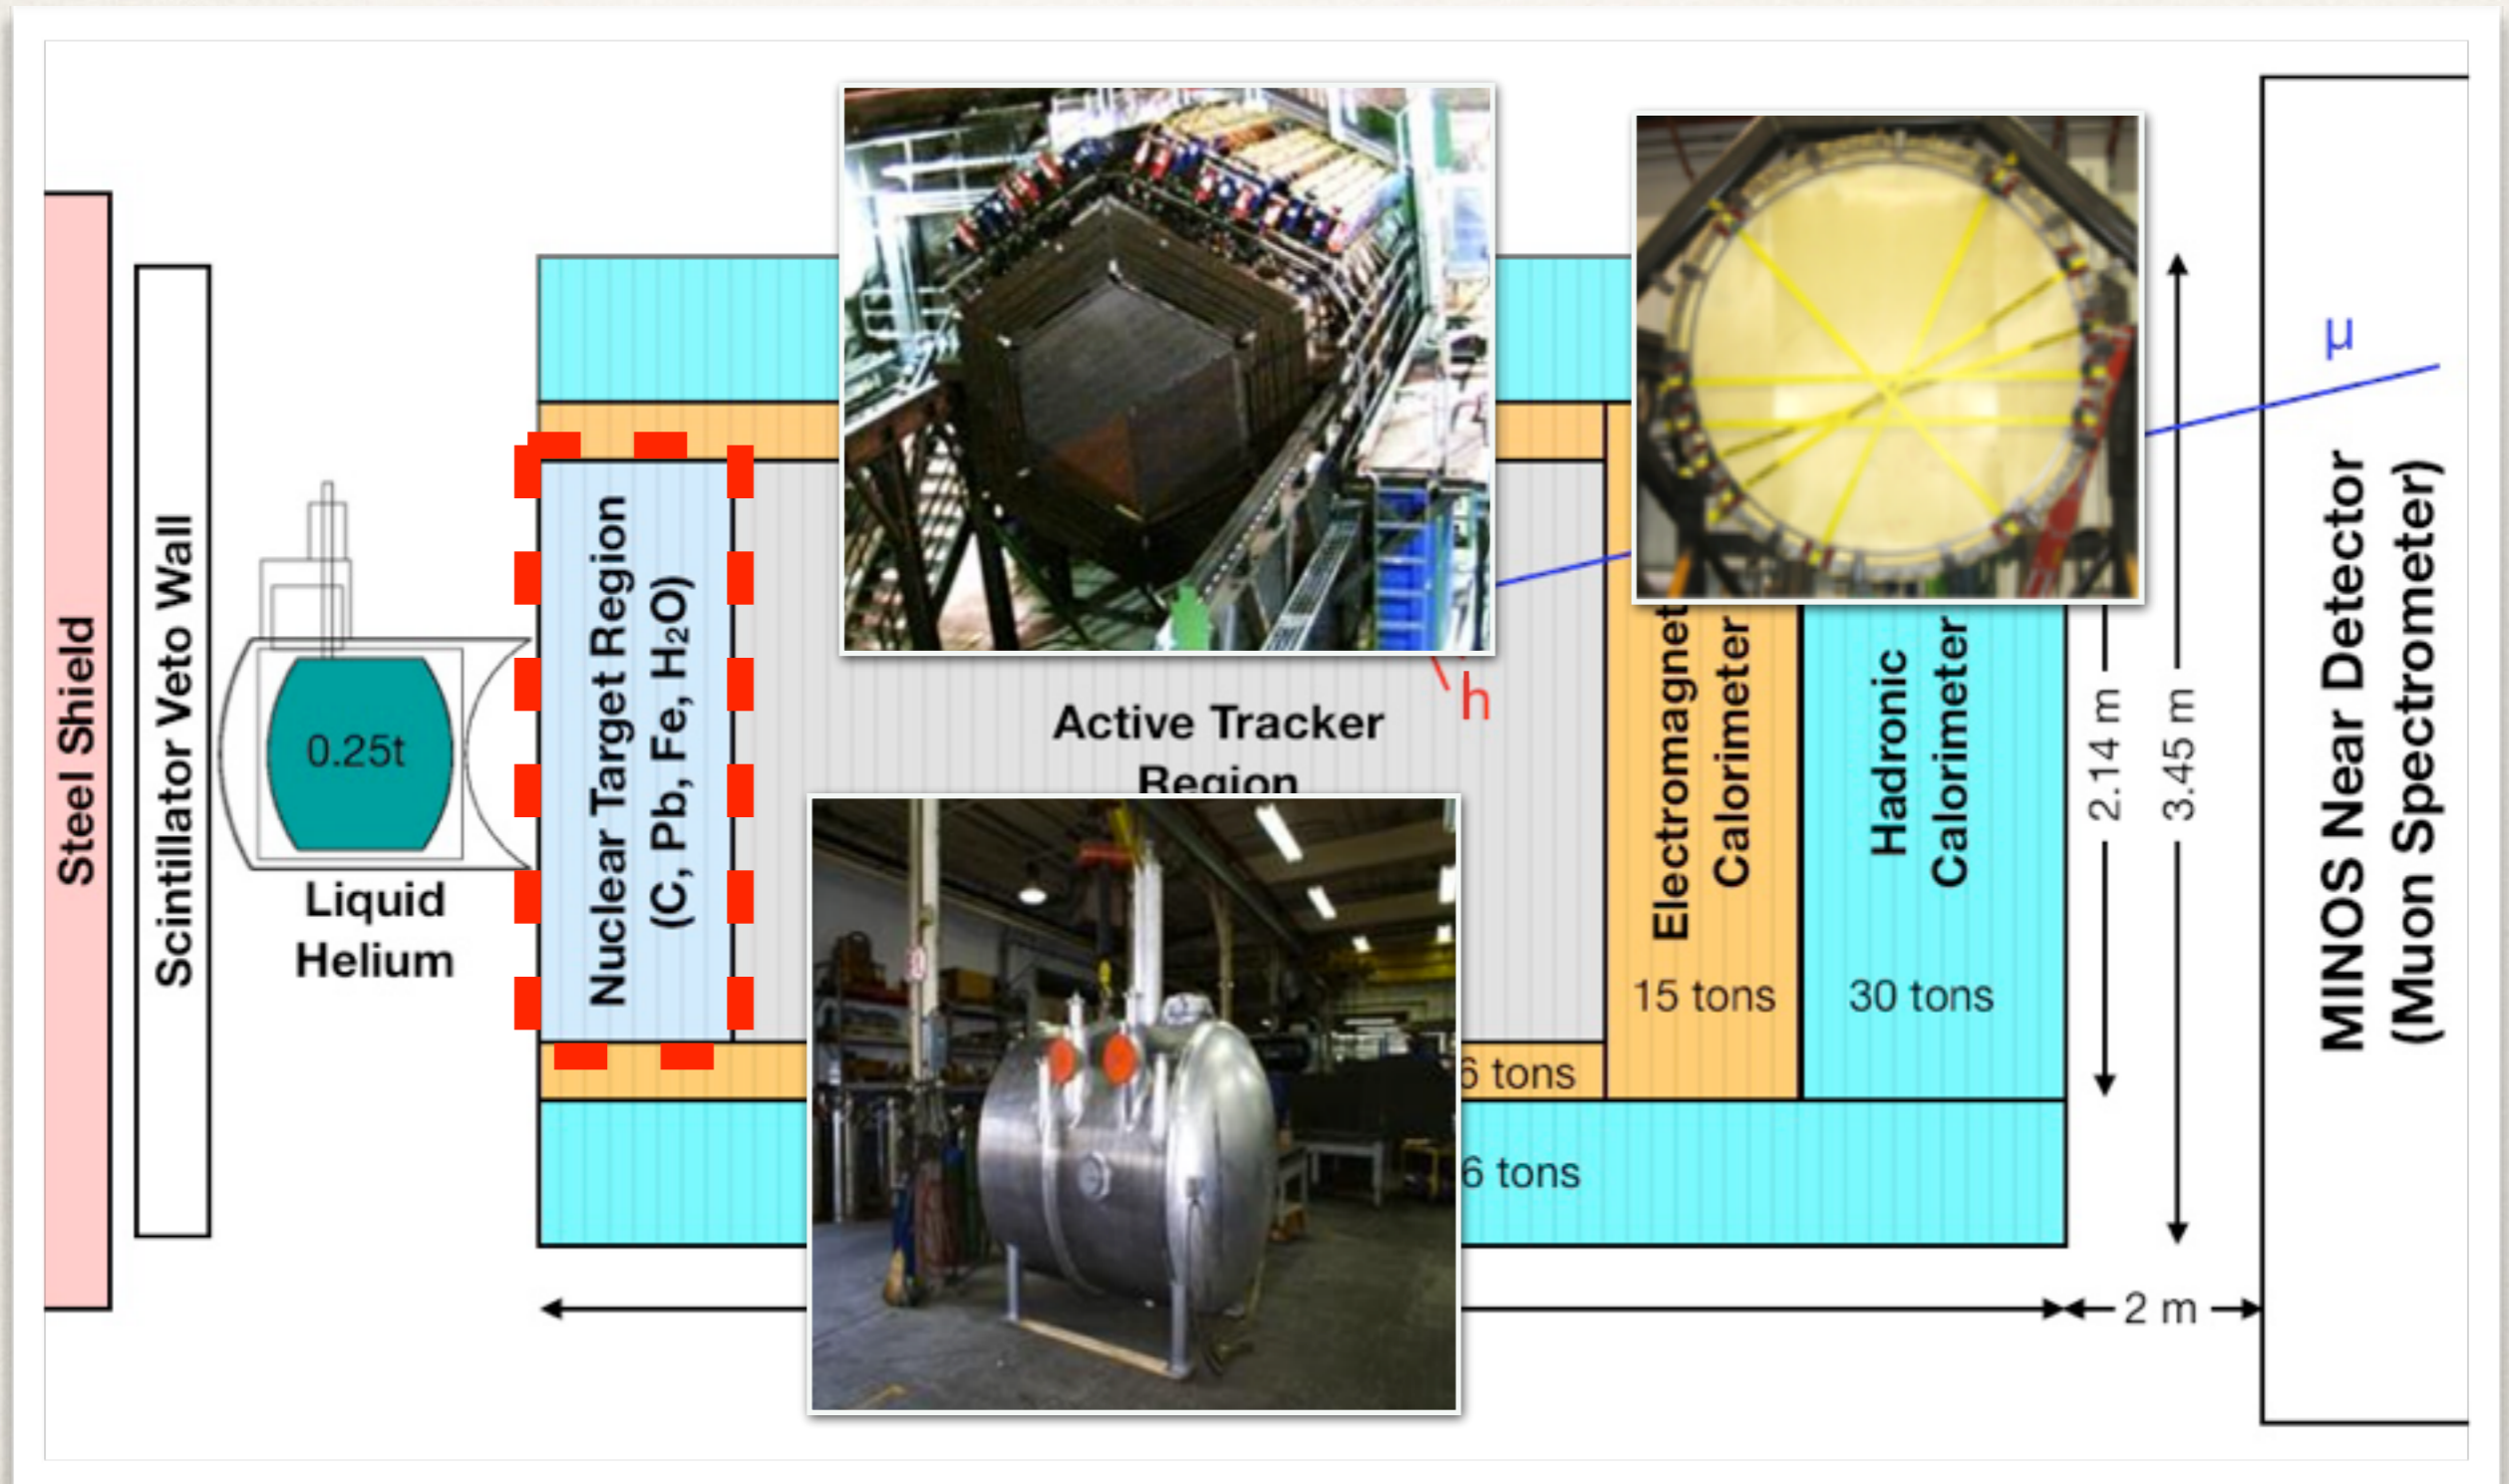 Steel Shield
Scintillator Veto Wall
0.25t
Liquid
Helium
Nuclear Target Region
(C, Pb, Fe, H₂O)
Active Tracker
Region
h
μ
Electromagnet
Calorimeter
15 tons
Hadronic
Calorimeter
30 tons
6 tons
6 tons
2.14 m
3.45 m
2 m
MINOS Near Detector
(Muon Spectrometer)